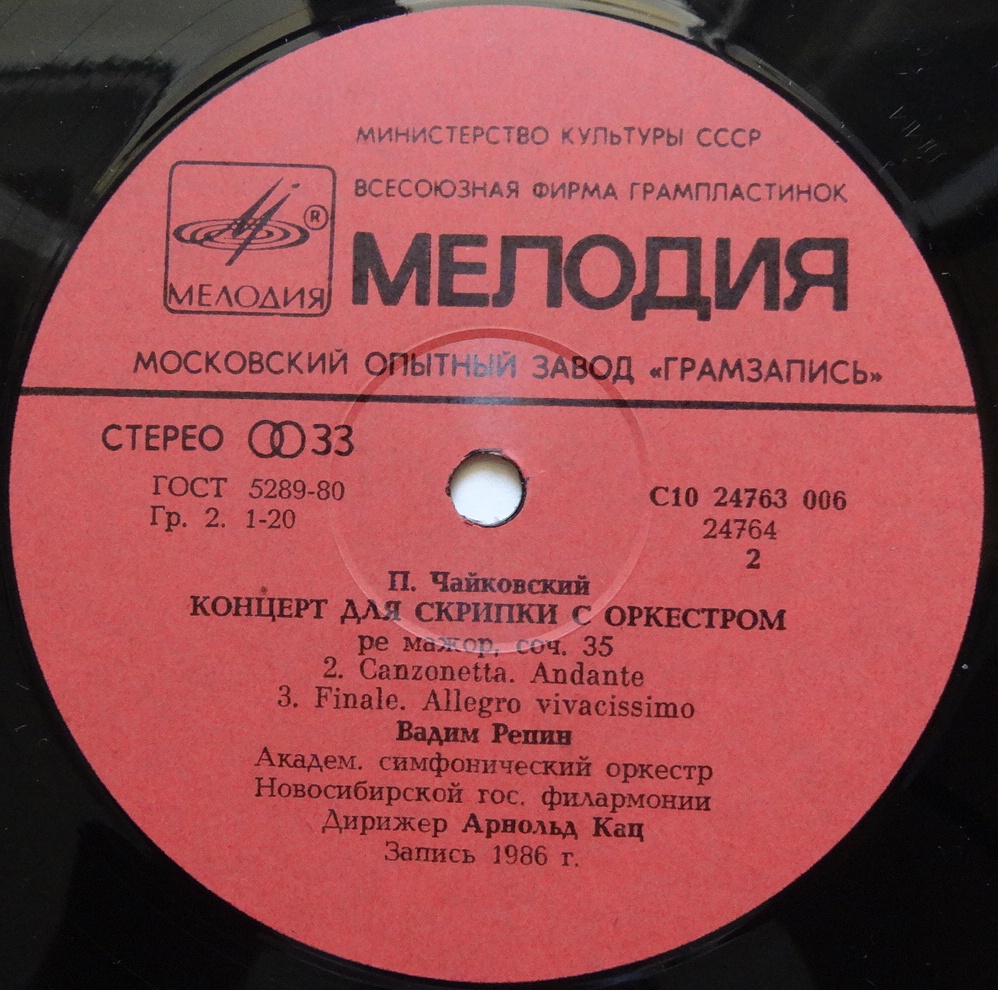 МИНИСТЕРСТВО КУЛЬТУРЫ СССР
ВСЕСОЮЗНАЯ ФИРМА ГРАМПЛАСТИНОК
®
МЕЛОДИЯ
МЕЛОДИЯ
МОСКОВСКИЙ ОПЫТНЫЙ ЗАВОД «ГРАМЗАПИСЬ»
СТЕРЕО 33
ГОСТ 5289-80
Гр. 2. 1-20
С10 24763 006
24764
2
П. Чайковский
КОНЦЕРТ ДЛЯ СКРИПКИ С ОРКЕСТРОМ
ре мажор, соч. 35
2. Canzonetta. Andante
3. Finale. Allegro vivacissimo
Вадим Репин
Академ. симфонический оркестр
Новосибирской гос. филармонии
Дирижер Арнольд Кац
Запись 1986 г.